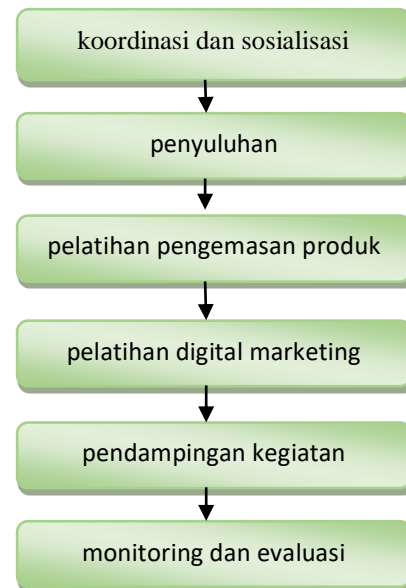 koordinasi dan sosialisasi
penyuluhan
pelatihan pengemasan produk
pelatihan digital marketing
pendampingan kegiatan
monitoring dan evaluasi